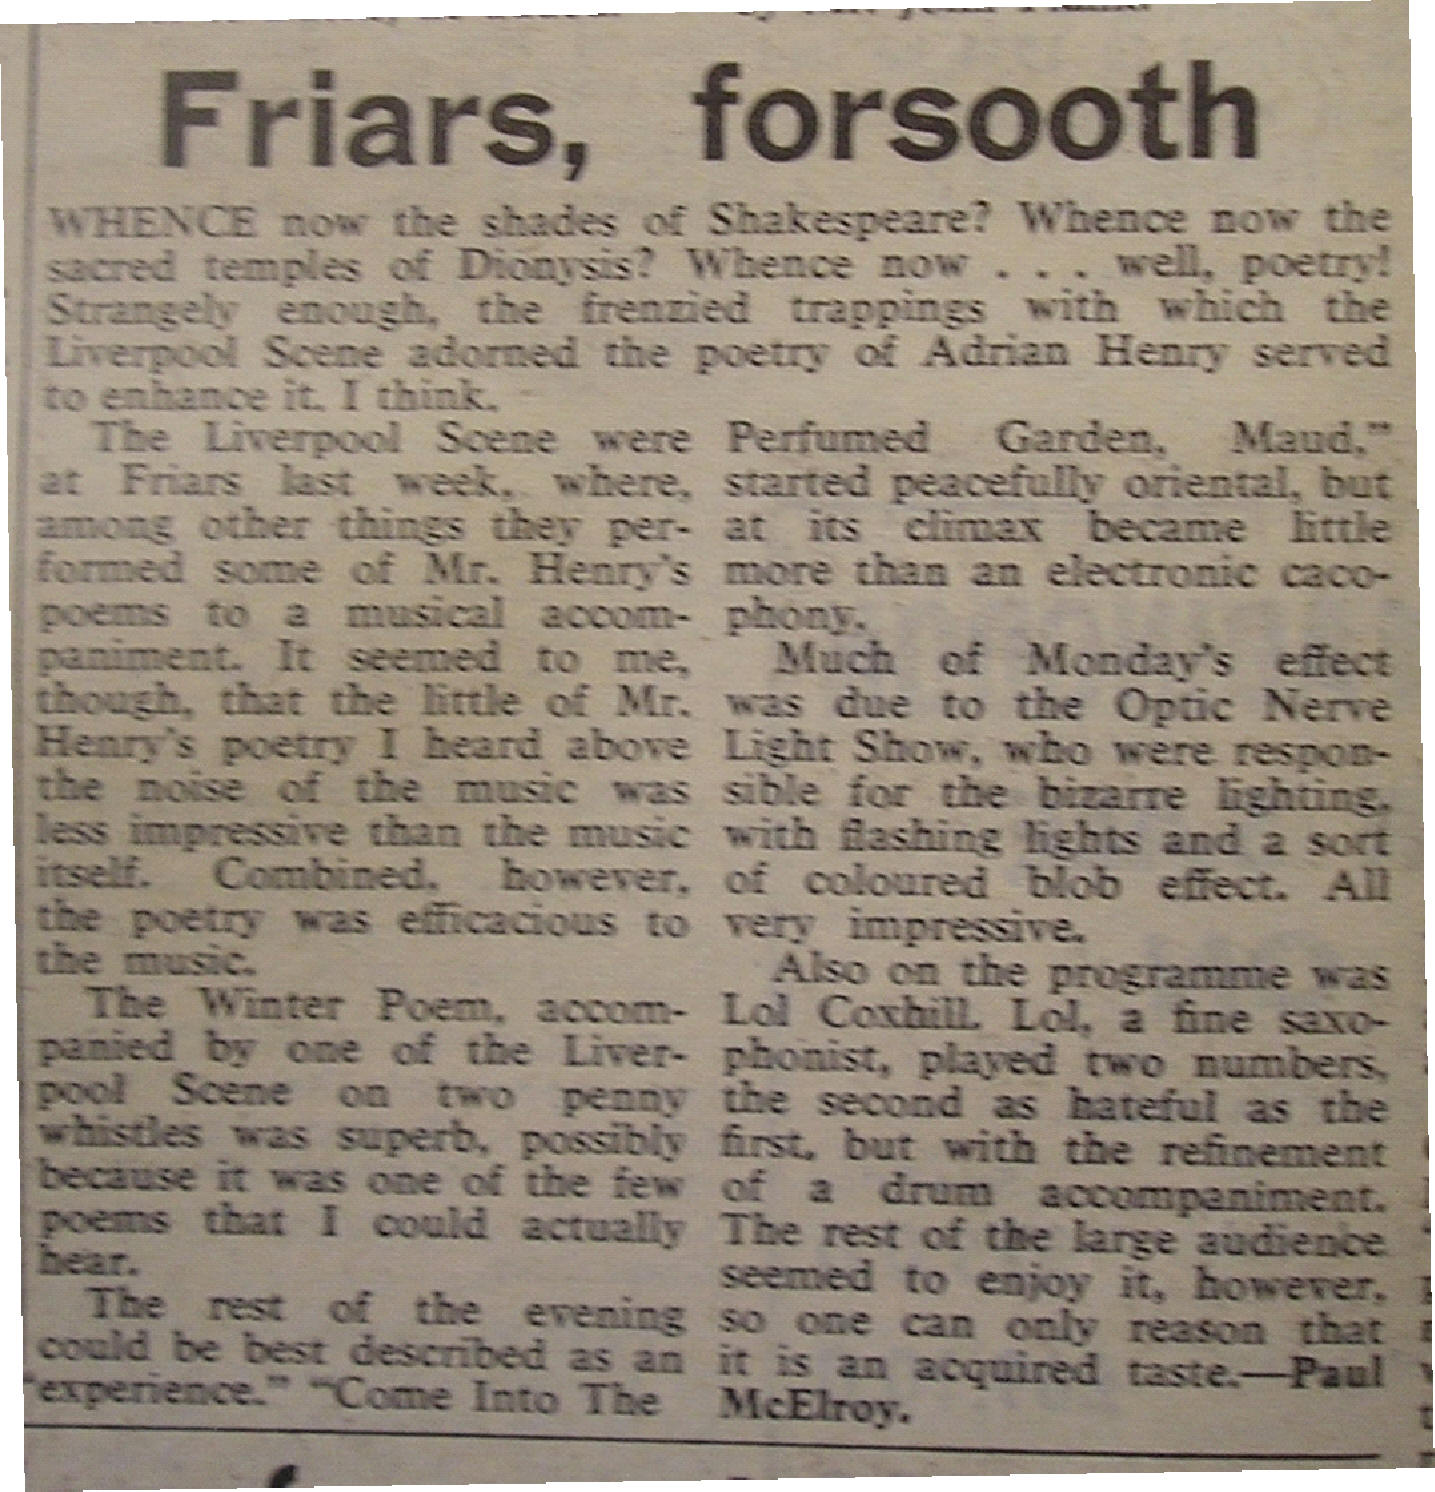 Friars, forsooth
WHENCE now the shades of Shakespeare? Whence now the
sacred temples of Dionysis? Whence now . . . well, poetry!
Strangely enough, the frenzied trappings with which the
Liverpool Scene adorned the poetry of Adrian Henry served
to enhance it. I think.
The Liverpool Scene were
at Friars last week, where,
among other things they per-
formed some of Mr. Henry's
poems to a musical accom-
paniment. It seemed to me,
though, that the little of Mr.
Henry's poetry I heard above
the noise of the music was
less impressive than the music
itself. Combined, however,
the poetry was efficacious to
the music.
The Winter Poem, accom-
panied by one of the Liver-
pool Scene on two penny
whistles was superb, possibly
because it was one of the few
poems that I could actually
hear.
The rest of the evening
could be best described as an
"experience." "Come Into The
Perfumed Garden, Maud,"
started peacefully oriental, but
at its climax became little
more than an electronic caco-
phony.
Much of Monday's effect
was due to the Optic Nerve
Light Show, who were respon-
sible for the bizarre lighting,
with flashing lights and a sort
of coloured blob effect. All
very impressive.
Also on the programme was
Lol Coxhill. Lol, a fine saxo-
phonist, played two numbers,
the second as hateful as the
first, but with the refinement
of a drum accompaniment.
The rest of the large audience
seemed to enjoy it, however,
so one can only reason that
it is an acquired taste.—Paul
McElroy.